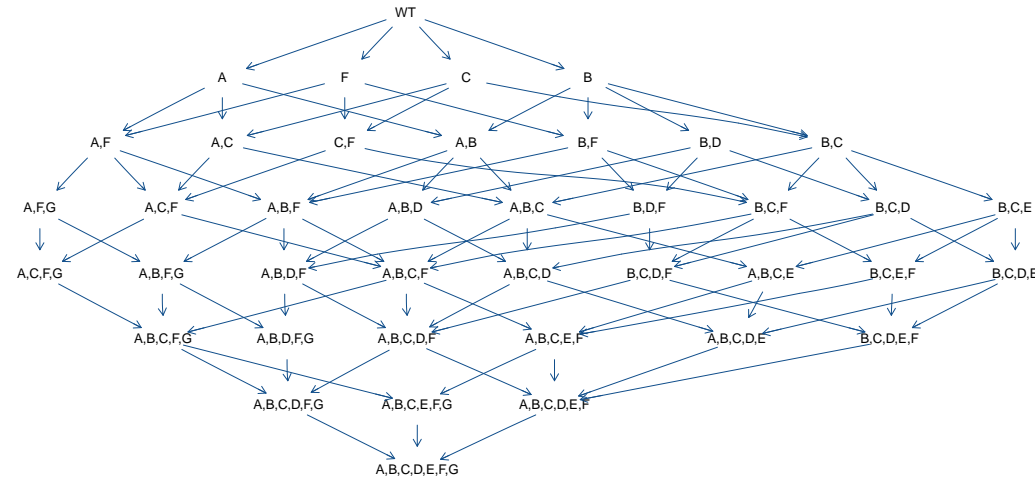 WT
A F C B
A,F A,C C,F A,B B,F B,D B,C
A,F,G A,C,F A,B,F A,B,D A,B,C B,D,F B,C,F B,C,D B,C,E
A,C,F,G A,B,F,G A,B,D,F A,B,C,F A,B,C,D B,C,D,F A,B,C,E B,C,E,F B,C,D,E
A,B,C,F,G A,B,D,F,G A,B,C,D,F A,B,C,E,F A,B,C,D,E B,C,D,E,F
A,B,C,D,F,G A,B,C,E,F,G A,B,C,D,E,F
A,B,C,D,E,F,G